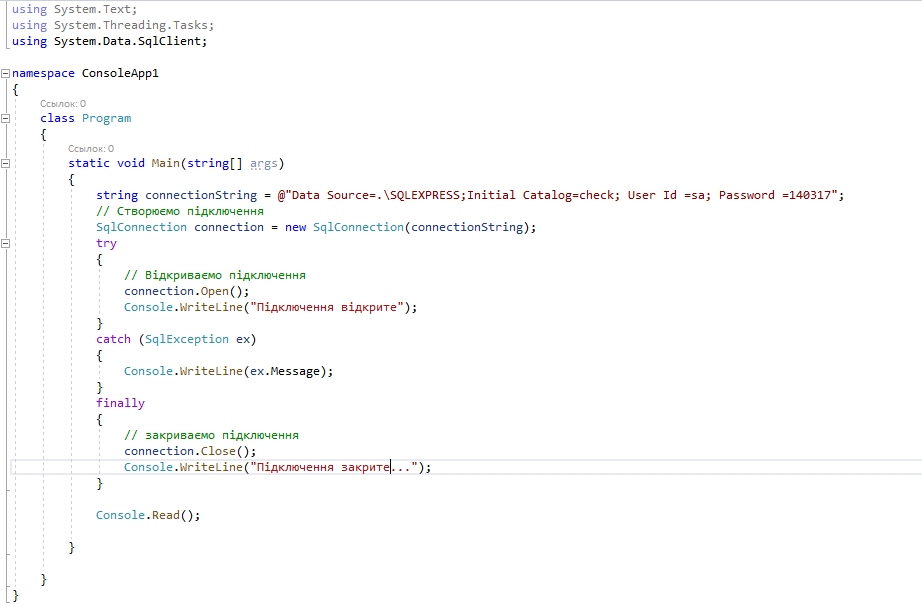 using System.Text;
using System.Threading.Tasks;
using System.Data.SqlClient;
namespace ConsoleApp1
{
Ссылок: 0
class Program
{
Ссылок: 0
static void Main(string[] args)
{
string connectionString = @"Data Source=.\SQLEXPRESS;Initial Catalog=check; User Id =sa; Password =140317";
// Створюємо підключення
SqlConnection connection = new SqlConnection(connectionString);
try
{
// Відкриваємо підключення
connection.Open();
Console.WriteLine("Підключення відкрите");
}
catch (SqlException ex)
{
Console.WriteLine(ex.Message);
}
finally
{
// закриваємо підключення
connection.Close();
Console.WriteLine("Підключення закрите...");
}
Console.Read();
}
}
}